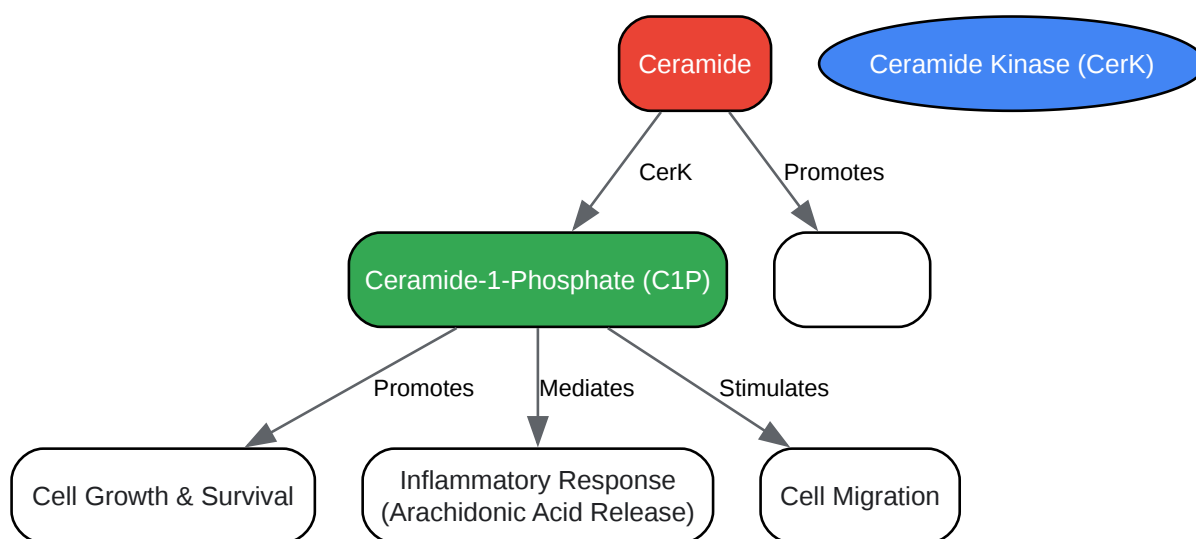 Ceramide
Ceramide Kinase (CerK)
CerK
Promotes
Ceramide-1-Phosphate (C1P)
Promotes
Mediates
Stimulates
Cell Growth & Survival
Inflammatory Response
(Arachidonic Acid Release)
Cell Migration